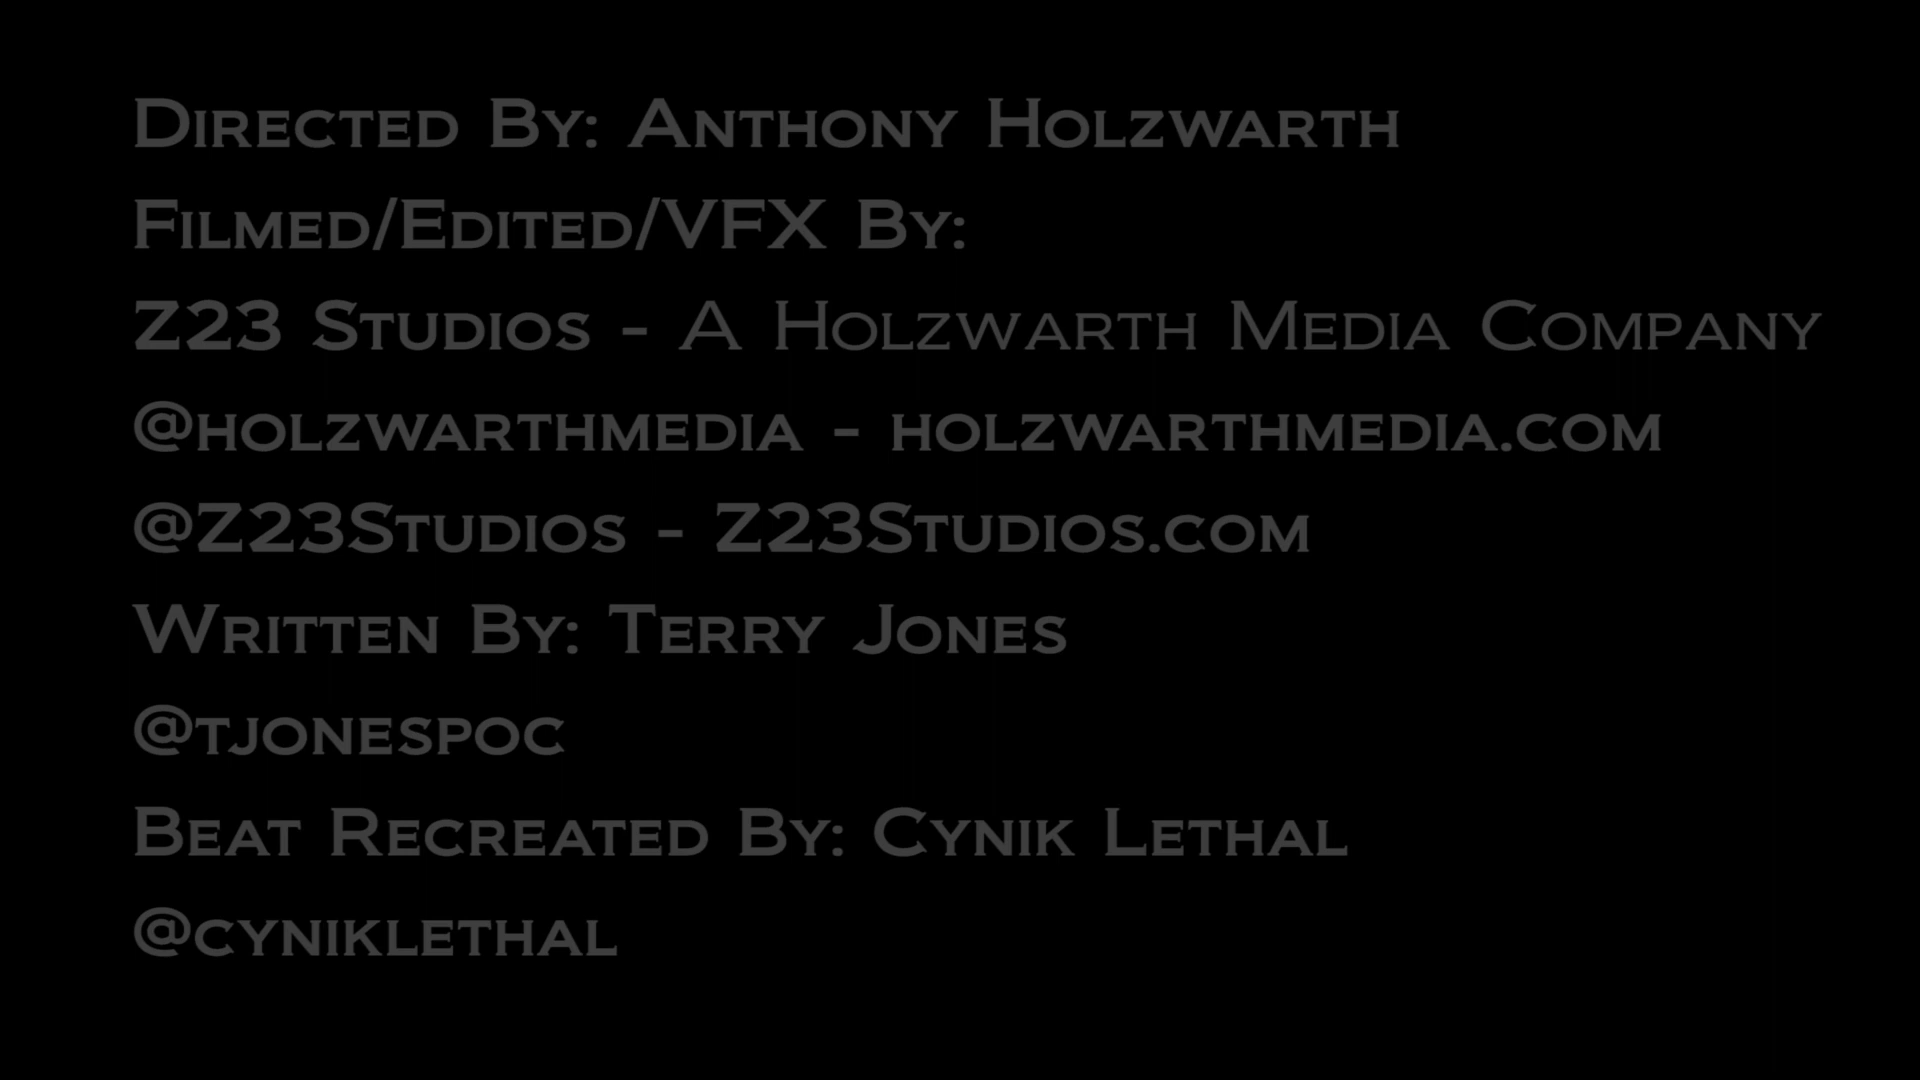 Directed By: Anthony Holzwarth
Filmed/Edited/VFX By:
Z23 Studios - A Holzwarth Media Company
@holzwarthmedia - holzwarthmedia.com
@Z23Studios - Z23Studios.com
Written By: Terry Jones
@tjonespoc
Beat Recreated By: Cynik Lethal
@cyniklethal